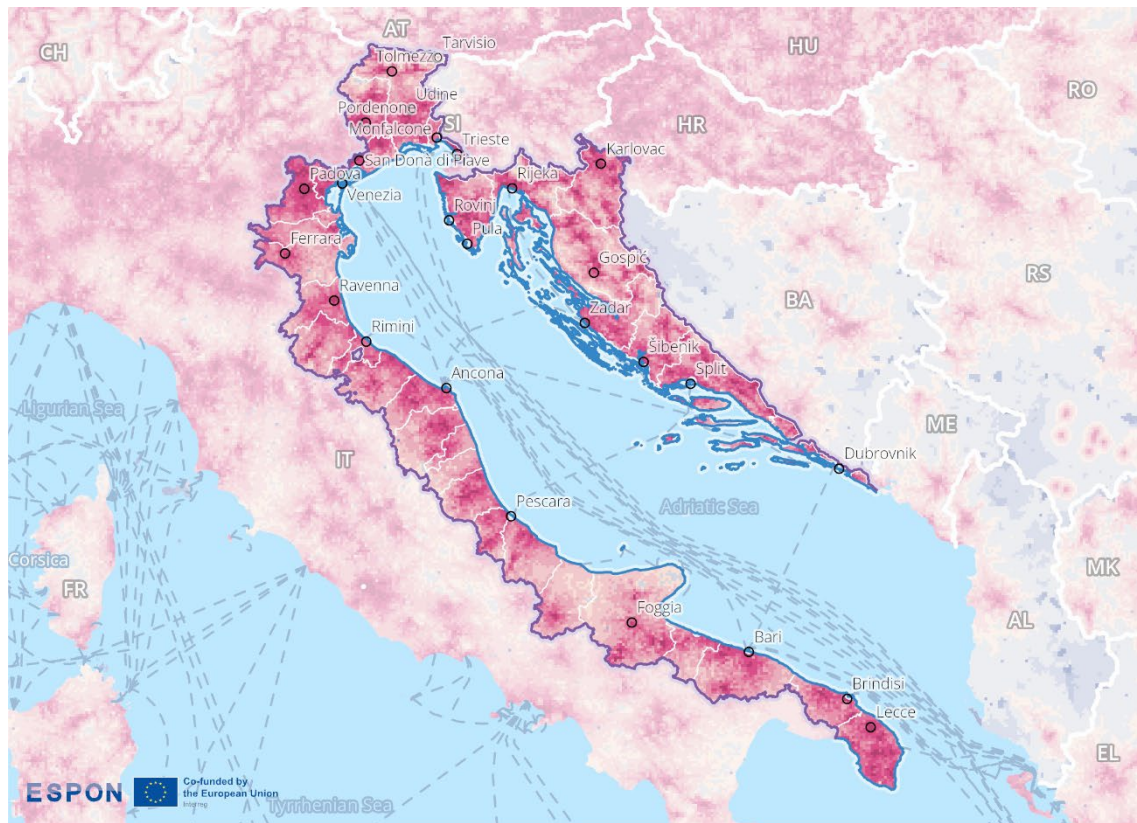 CH
AT
Tarvisio
Tolmezzo
HU
RO
Udine
Pordenone
SI
HR
Monfalcone
Trieste
Karlovac
San Donà di Piave
Padova
Venezia
Rijeka
Rovinj
Pula
Ferrara
Gospić
BA
RS
Ravenna
Zadar
Rimini
Šibenik
Split
Ancona
Ligurian Sea
ME
IT
Dubrovnik
Pescara
Adriatic Sea
Corsica
FR
MK
Foggia
AL
Bari
Brindisi
Lecce
EL
ESPON
Co-funded by
the European Union
Interreg
Tyrrhenian Sea